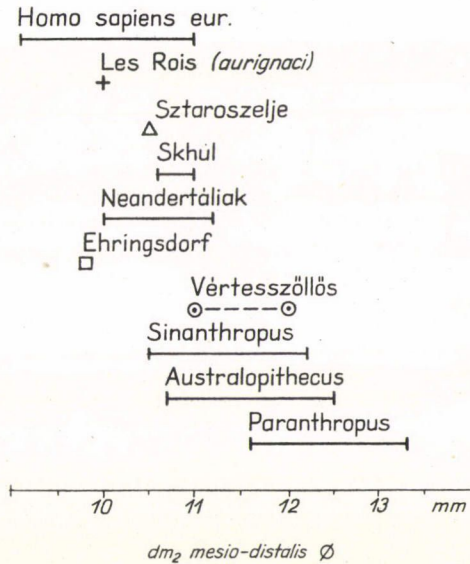 Homo sapiens eur.
Les Rois (aurignaci)
Sztaroszelje
Skhul
Neandertáliak
Ehringsdorf
Vértesszöllös
Sinanthropus
Australopithecus
Paranthropus
10 11 12 13 mm
dm₂ mesio-distalis Ø